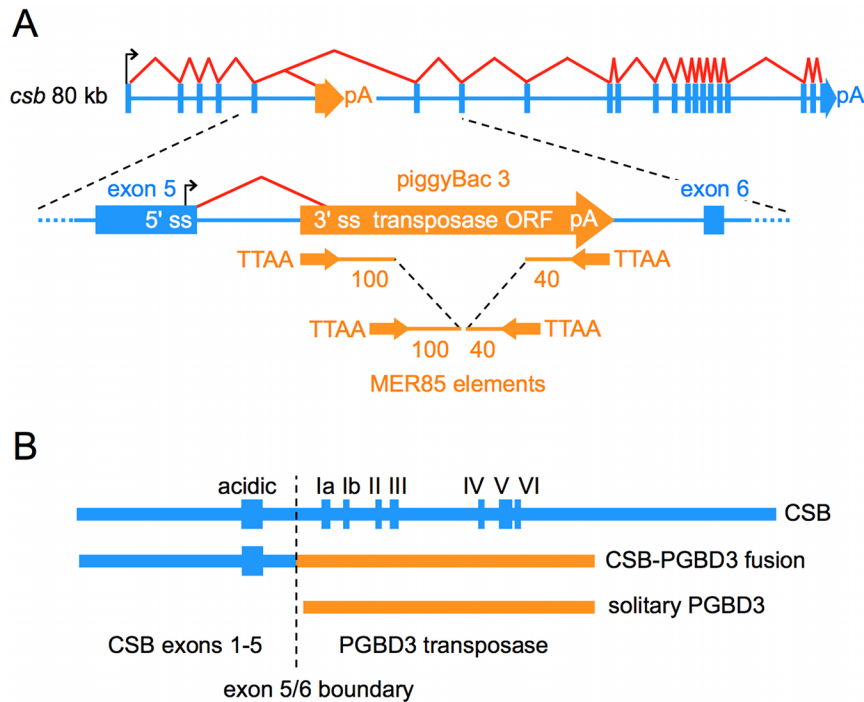 A
csb 80 kb
pA
pA
exon 5
piggyBac 3
exon 6
5' ss
3' ss transposase ORF pA
TTAA
100
40
TTAA
TTAA
100
40
TTAA
MER85 elements
B
acidic
Ia Ib II III IV V VI
CSB
CSB-PGBD3 fusion
solitary PGBD3
CSB exons 1-5
PGBD3 transposase
exon 5/6 boundary